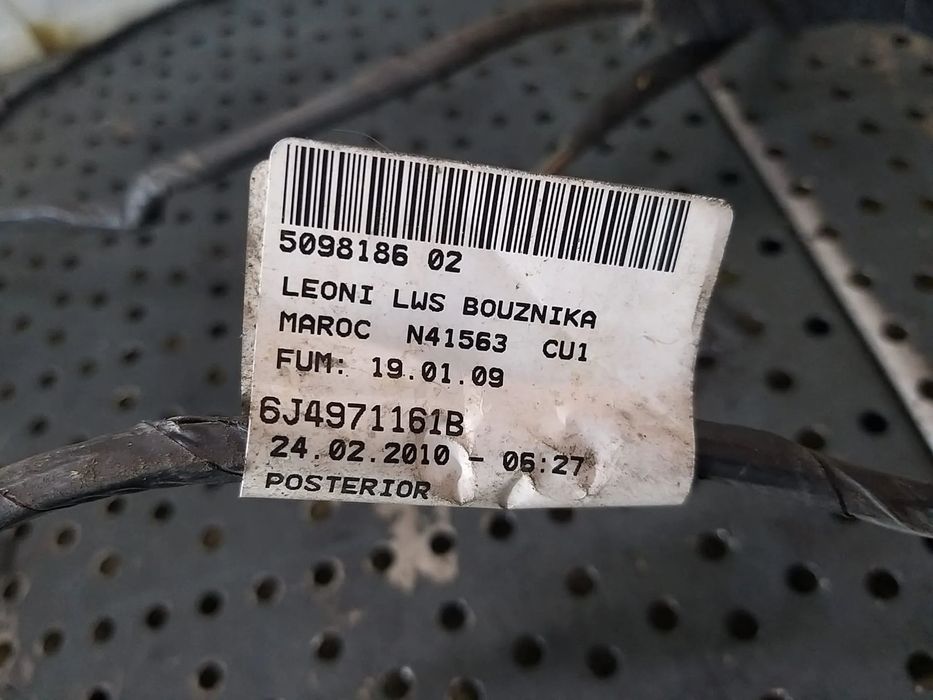 5098186 02
LEONI LWS BOUZNIKA
MAROC N41563 CU1
FUM: 19.01.09
6J4971161B
24.02.2010 - 06:27
POSTERIOR